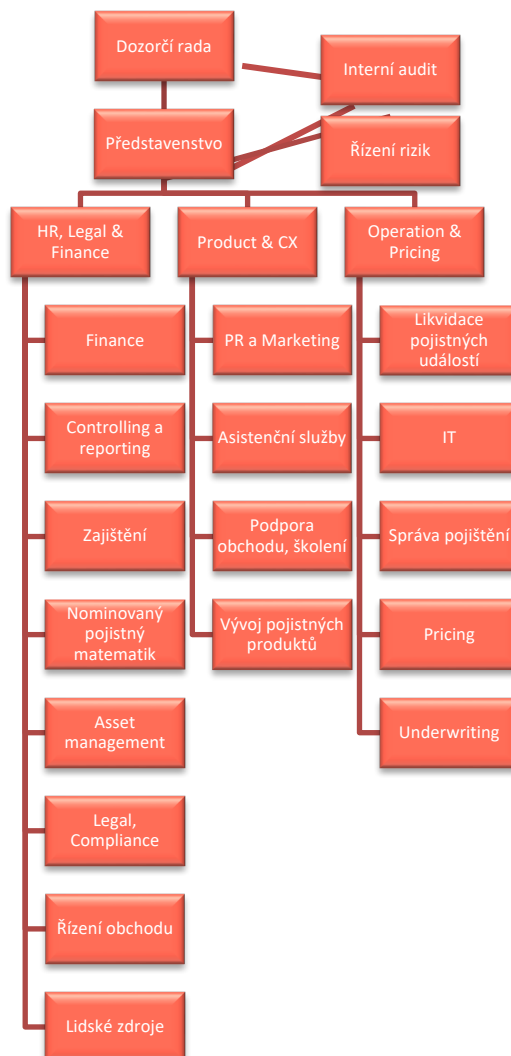 Dozorčí rada
Interní audit
Představenstvo
Řízení rizik
HR, Legal &
Finance
Product & CX
Operation &
Pricing
Finance
Controlling a
reporting
Zajištění
Nominovaný
pojistný
matematik
Asset
management
Legal,
Compliance
Řízení obchodu
Lidské zdroje
PR a Marketing
Asistenční služby
Podpora
obchodu, školení
Vývoj pojistných
produktů
Likvidace
pojistných
událostí
IT
Správa pojištění
Pricing
Underwriting